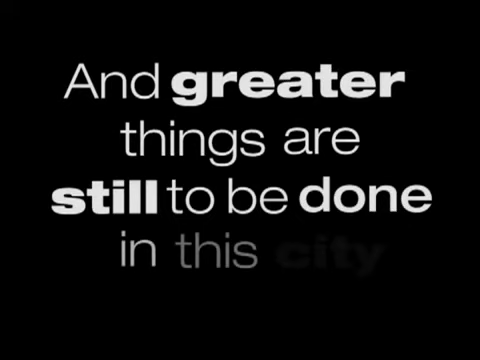 And greater
things are
still to be done
in this city